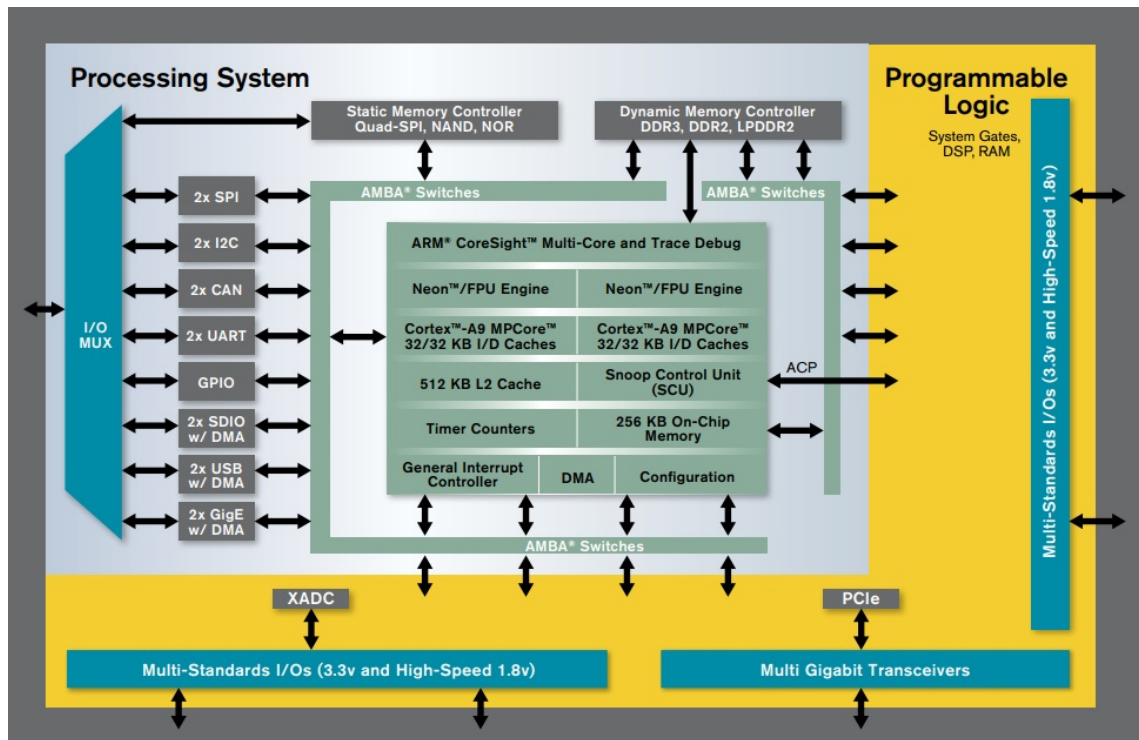 Processing System
Programmable
Logic
System Gates,
DSP, RAM
Static Memory Controller
Quad-SPI, NAND, NOR
Dynamic Memory Controller
DDR3, DDR2, LPDDR2
AMBA® Switches
AMBA® Switches
I/O
MUX
2x SPI
2x I2C
2x CAN
2x UART
GPIO
2x SDIO
w/ DMA
2x USB
w/ DMA
2x GigE
w/ DMA
ARM® CoreSight™ Multi-Core and Trace Debug
Neon™/FPU Engine
Neon™/FPU Engine
Cortex™-A9 MPCore™
32/32 KB I/D Caches
Cortex™-A9 MPCore™
32/32 KB I/D Caches
512 KB L2 Cache
Snoop Control Unit
(SCU)
ACP
Timer Counters
256 KB On-Chip
Memory
General Interrupt
Controller
DMA
Configuration
AMBA® Switches
Multi-Standards I/Os (3.3v and High-Speed 1.8v)
XADC
PCIe
Multi-Standards I/Os (3.3v and High-Speed 1.8v)
Multi Gigabit Transceivers